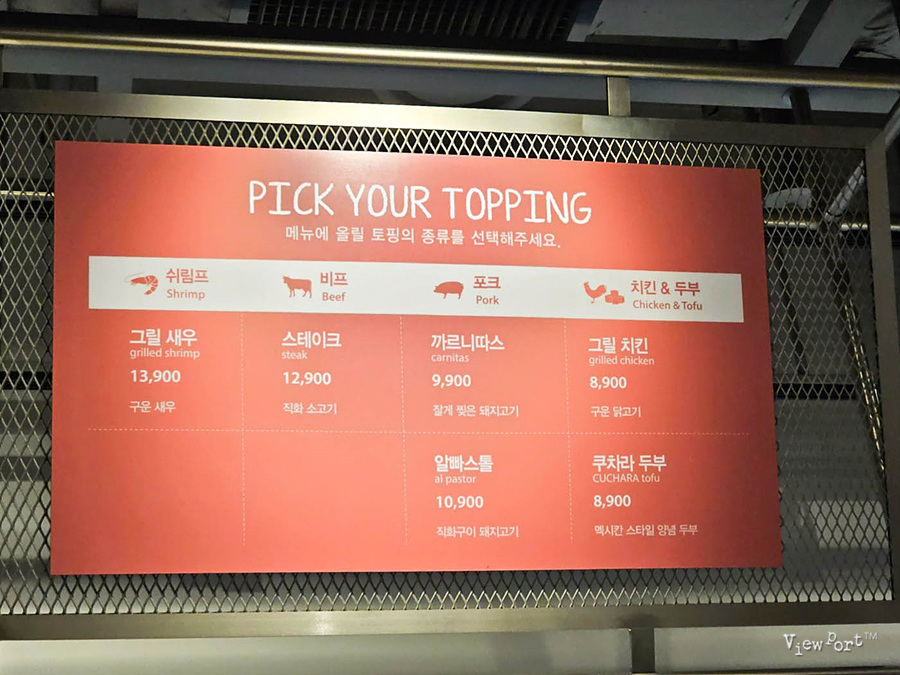 PICK YOUR TOPPING
메뉴에 올릴 토핑의 종류를 선택해주세요.
쉬림프
Shrimp
비프
Beef
포크
Pork
치킨 & 두부
Chicken & Tofu
그릴 새우
grilled shrimp
13,900
구운 새우
스테이크
steak
12,900
직화 소고기
까르니따스
carnitas
9,900
잘게 찢은 돼지고기
그릴 치킨
grilled chicken
8,900
구운 닭고기
알빠스톨
al pastor
10,900
직화구이 돼지고기
쿠차라 두부
CUCHARA tofu
8,900
멕시칸 스타일 양념 두부
ViewPort™